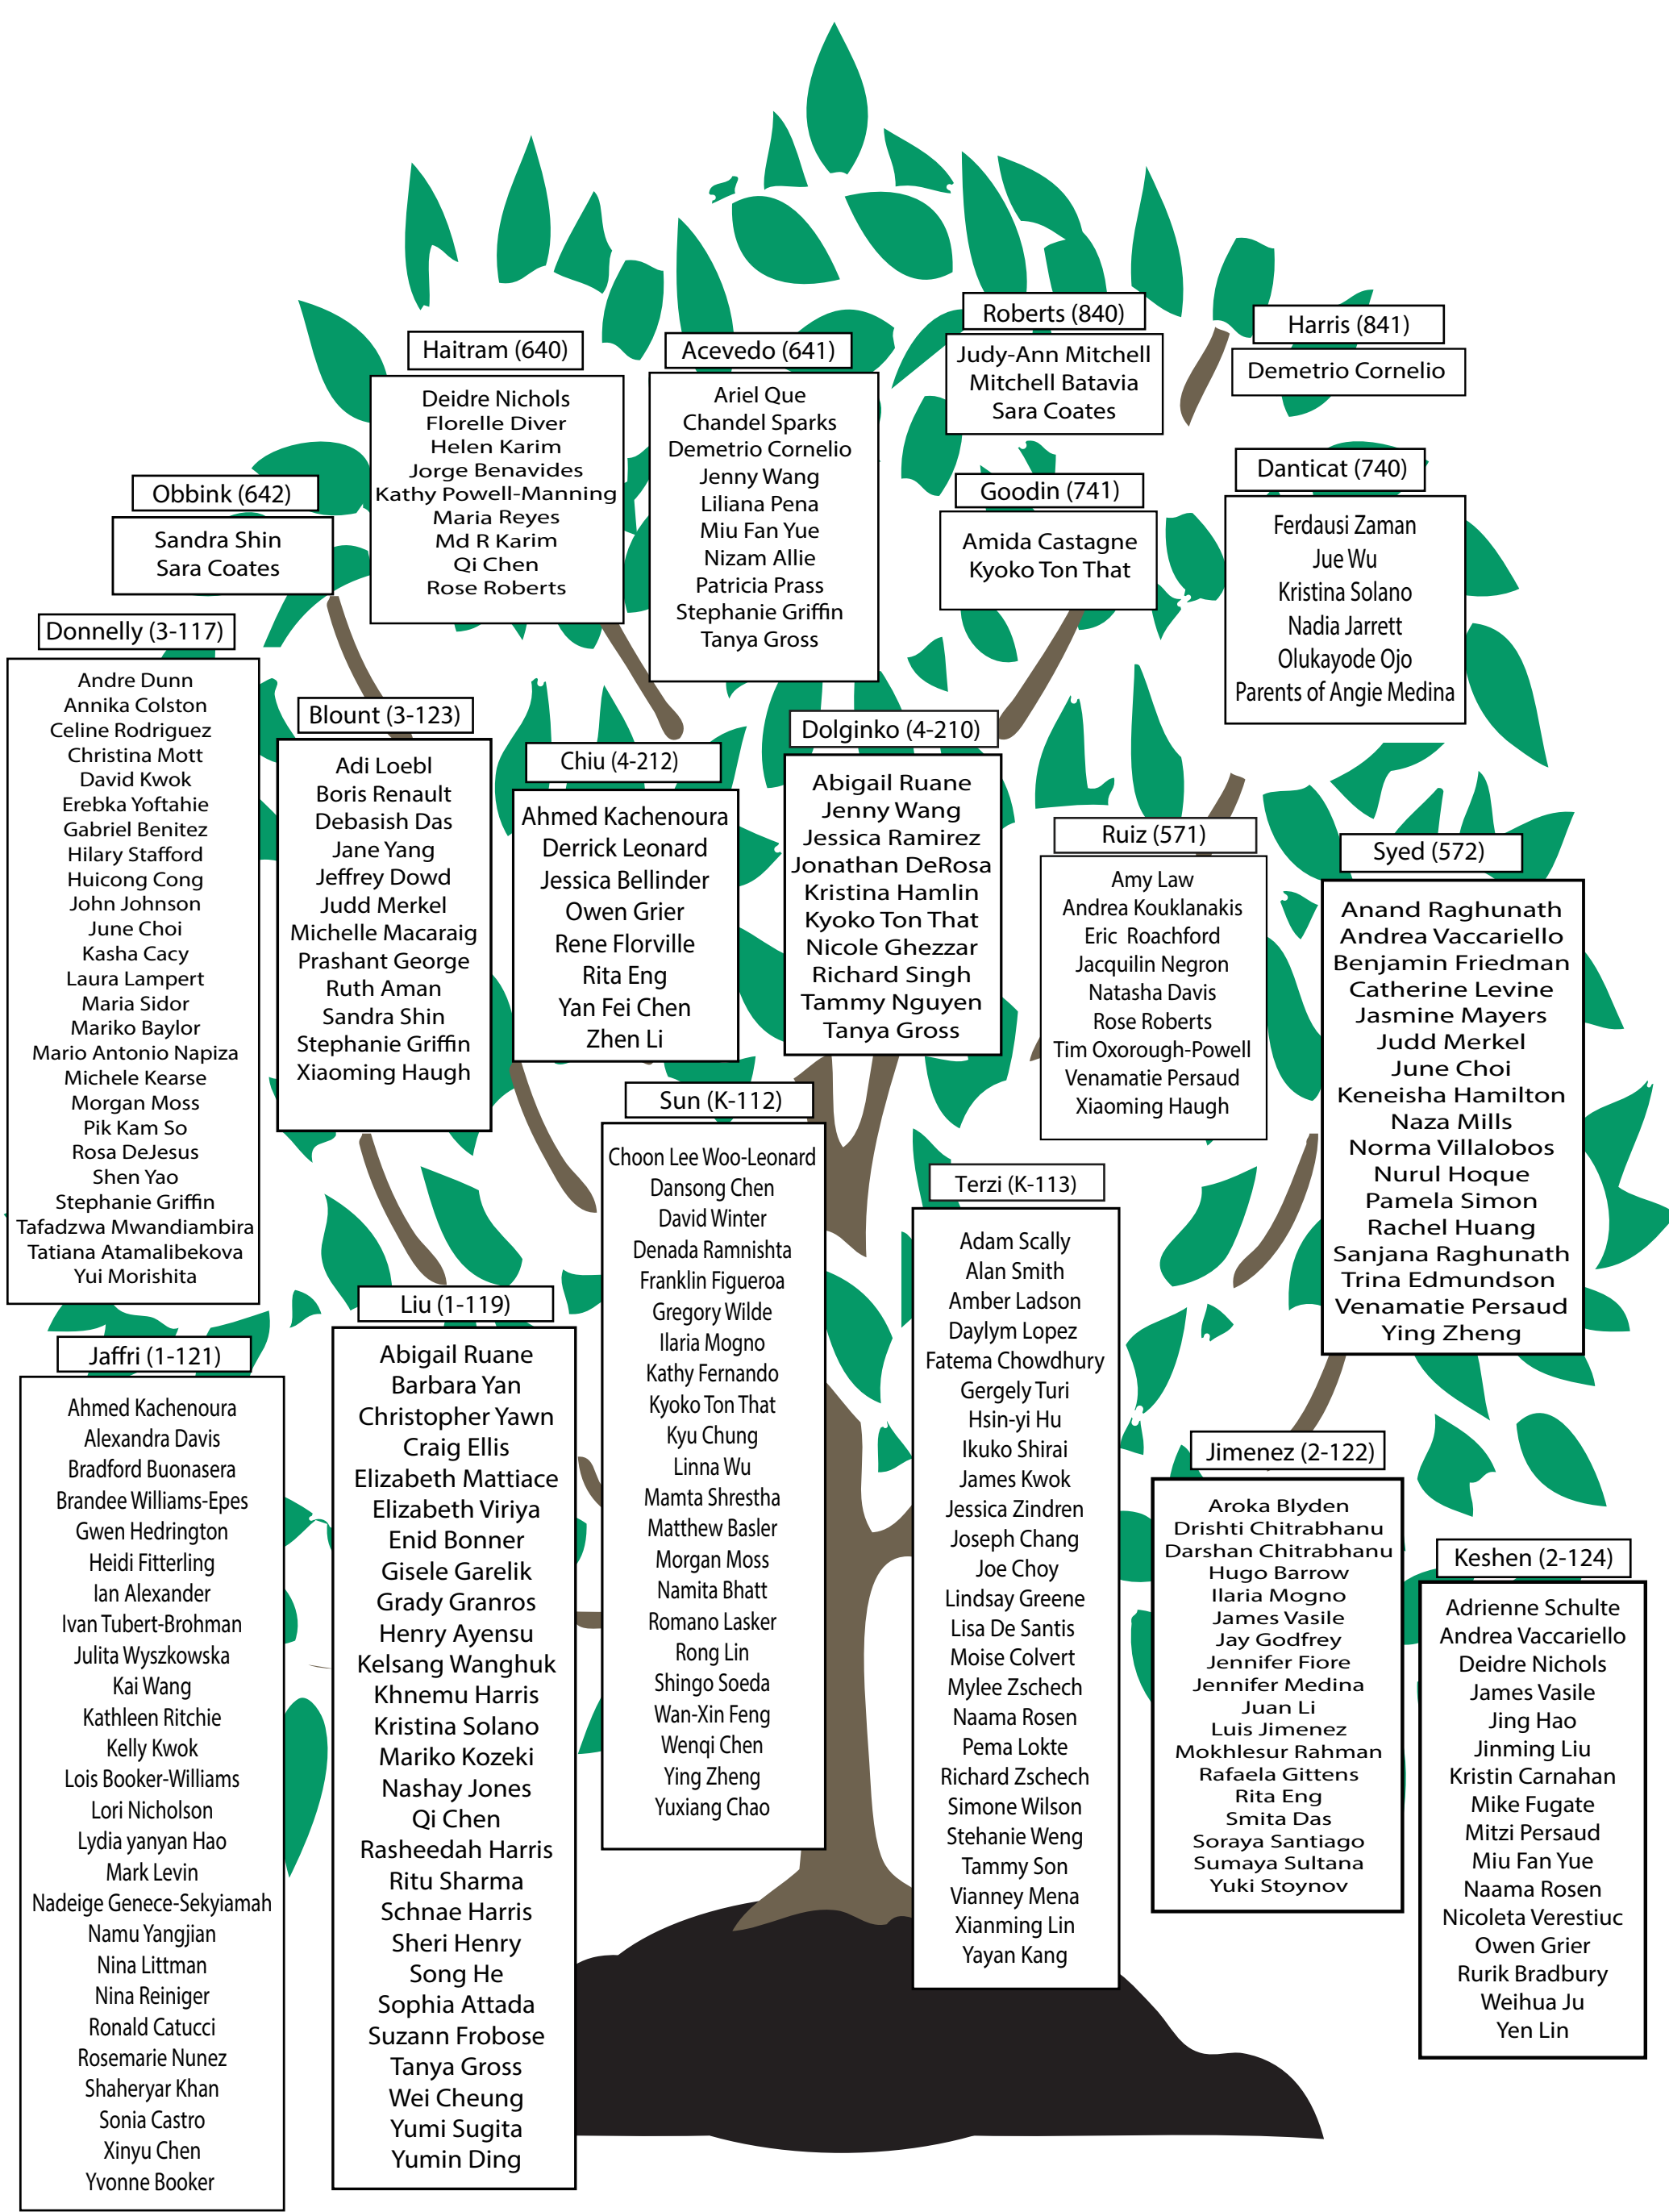 Roberts (840)
Judy-Ann Mitchell
Mitchell Batavia
Sara Coates
Harris (841)
Demetrio Cornelio
Haitram (640)
Deidre Nichols
Florelle Diver
Helen Karim
Jorge Benavides
Kathy Powell-Manning
Maria Reyes
Md R Karim
Qi Chen
Rose Roberts
Acevedo (641)
Ariel Que
Chandel Sparks
Demetrio Cornelio
Jenny Wang
Liliana Pena
Miu Fan Yue
Nizam Allie
Patricia Prass
Stephanie Griffin
Tanya Gross
Obbink (642)
Sandra Shin
Sara Coates
Goodin (741)
Amida Castagne
Kyoko Ton That
Danticat (740)
Ferdausi Zaman
Jue Wu
Kristina Solano
Nadia Jarrett
Olukayode Ojo
Parents of Angie Medina
Donnelly (3-117)
Andre Dunn
Annika Colston
Celine Rodriguez
Christina Mott
David Kwok
Erebka Yoftahie
Gabriel Benitez
Hilary Stafford
Huicong Cong
John Johnson
June Choi
Kasha Cacy
Laura Lampert
Maria Sidor
Mariko Baylor
Mario Antonio Napiza
Michele Kearse
Morgan Moss
Pik Kam So
Rosa DeJesus
Shen Yao
Stephanie Griffin
Tafadzwa Mwandiambira
Tatiana Atamalibekova
Yui Morishita
Blount (3-123)
Adi Loebl
Boris Renault
Debasish Das
Jane Yang
Jeffrey Dowd
Judd Merkel
Michelle Macaraig
Prashant George
Ruth Aman
Sandra Shin
Stephanie Griffin
Xiaoming Haugh
Chiu (4-212)
Ahmed Kachenoura
Derrick Leonard
Jessica Bellinder
Owen Grier
Rene Florville
Rita Eng
Yan Fei Chen
Zhen Li
Dolginko (4-210)
Abigail Ruane
Jenny Wang
Jessica Ramirez
Jonathan DeRosa
Kristina Hamlin
Kyoko Ton That
Nicole Ghezzar
Richard Singh
Tammy Nguyen
Tanya Gross
Ruiz (571)
Amy Law
Andrea Kouklanakis
Eric  Roachford
Jacquilin Negron
Natasha Davis
Rose Roberts
Tim Oxorough-Powell
Venamatie Persaud
Xiaoming Haugh
Syed (572)
Anand Raghunath
Andrea Vaccariello
Benjamin Friedman
Catherine Levine
Jasmine Mayers
Judd Merkel
June Choi
Keneisha Hamilton
Naza Mills
Norma Villalobos
Nurul Hoque
Pamela Simon
Rachel Huang
Sanjana Raghunath
Trina Edmundson
Venamatie Persaud
Ying Zheng
Jaffri (1-121)
Ahmed Kachenoura
Alexandra Davis
Bradford Buonasera
Brandee Williams-Epes
Gwen Hedrington
Heidi Fitterling
Ian Alexander
Ivan Tubert-Brohman
Julita Wyszkowska
Kai Wang
Kathleen Ritchie
Kelly Kwok
Lois Booker-Williams
Lori Nicholson
Lydia yanyan Hao
Mark Levin
Nadeige Genece-Sekyiamah
Namu Yangjian
Nina Littman
Nina Reiniger
Ronald Catucci
Rosemarie Nunez
Shaheryar Khan
Sonia Castro
Xinyu Chen
Yvonne Booker
Liu (1-119)
Abigail Ruane
Barbara Yan
Christopher Yawn
Craig Ellis
Elizabeth Mattiace
Elizabeth Viriya
Enid Bonner
Gisele Garelik
Grady Granros
Henry Ayensu
Kelsang Wanghuk
Khnemu Harris
Kristina Solano
Mariko Kozeki
Nashay Jones
Qi Chen
Rasheedah Harris
Ritu Sharma
Schnae Harris
Sheri Henry
Song He
Sophia Attada
Suzann Frobose
Tanya Gross
Wei Cheung
Yumi Sugita
Yumin Ding
Sun (K-112)
Choon Lee Woo-Leonard
Dansong Chen
David Winter
Denada Ramnishta
Franklin Figueroa
Gregory Wilde
Ilaria Mogno
Kathy Fernando
Kyoko Ton That
Kyu Chung
Linna Wu
Mamta Shrestha
Matthew Basler
Morgan Moss
Namita Bhatt
Romano Lasker
Rong Lin
Shingo Soeda
Wan-Xin Feng
Wenqi Chen
Ying Zheng
Yuxiang Chao
Terzi (K-113)
Adam Scally
Alan Smith
Amber Ladson
Daylym Lopez
Fatema Chowdhury
Gergely Turi
Hsin-yi Hu
Ikuko Shirai
James Kwok
Jessica Zindren
Joseph Chang
Joe Choy
Lindsay Greene
Lisa De Santis
Moise Colvert
Mylee Zschech
Naama Rosen
Pema Lokte
Richard Zschech
Simone Wilson
Stehanie Weng
Tammy Son
Vianney Mena
Xianming Lin
Yayan Kang
Jimenez (2-122)
Aroka Blyden
Drishti Chitrabhanu
Darshan Chitrabhanu
Hugo Barrow
Ilaria Mogno
James Vasile
Jay Godfrey
Jennifer Fiore
Jennifer Medina
Juan Li
Luis Jimenez
Mokhlesur Rahman
Rafaela Gittens
Rita Eng
Smita Das
Soraya Santiago
Sumaya Sultana
Yuki Stoynov
Keshen (2-124)
Adrienne Schulte
Andrea Vaccariello
Deidre Nichols
James Vasile
Jing Hao
Jinming Liu
Kristin Carnahan
Mike Fugate
Mitzi Persaud
Miu Fan Yue
Naama Rosen
Nicoleta Verestiuc
Owen Grier
Rurik Bradbury
Weihua Ju
Yen Lin